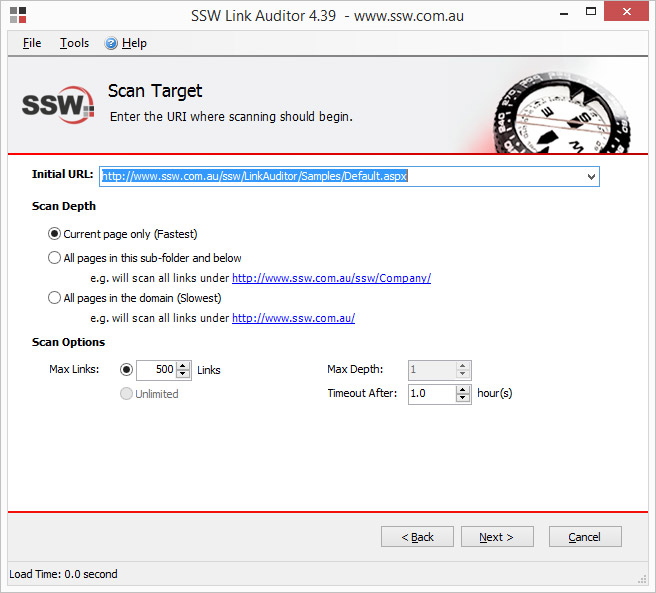 SSW Link Auditor 4.39 - www.ssw.com.au
File Tools Help
SSW
Scan Target
Enter the URI where scanning should begin.
Initial URL: http://www.ssw.com.au/ssw/LinkAuditor/Samples/Default.aspx
Scan Depth
Current page only (Fastest)
All pages in this sub-folder and below
e.g. will scan all links under http://www.ssw.com.au/ssw/Company/
All pages in the domain (Slowest)
e.g. will scan all links under http://www.ssw.com.au/
Scan Options
Max Links: 500 Links Max Depth: 1
Unlimited Timeout After: 1.0 hour(s)
< Back Next > Cancel
Load Time: 0.0 second